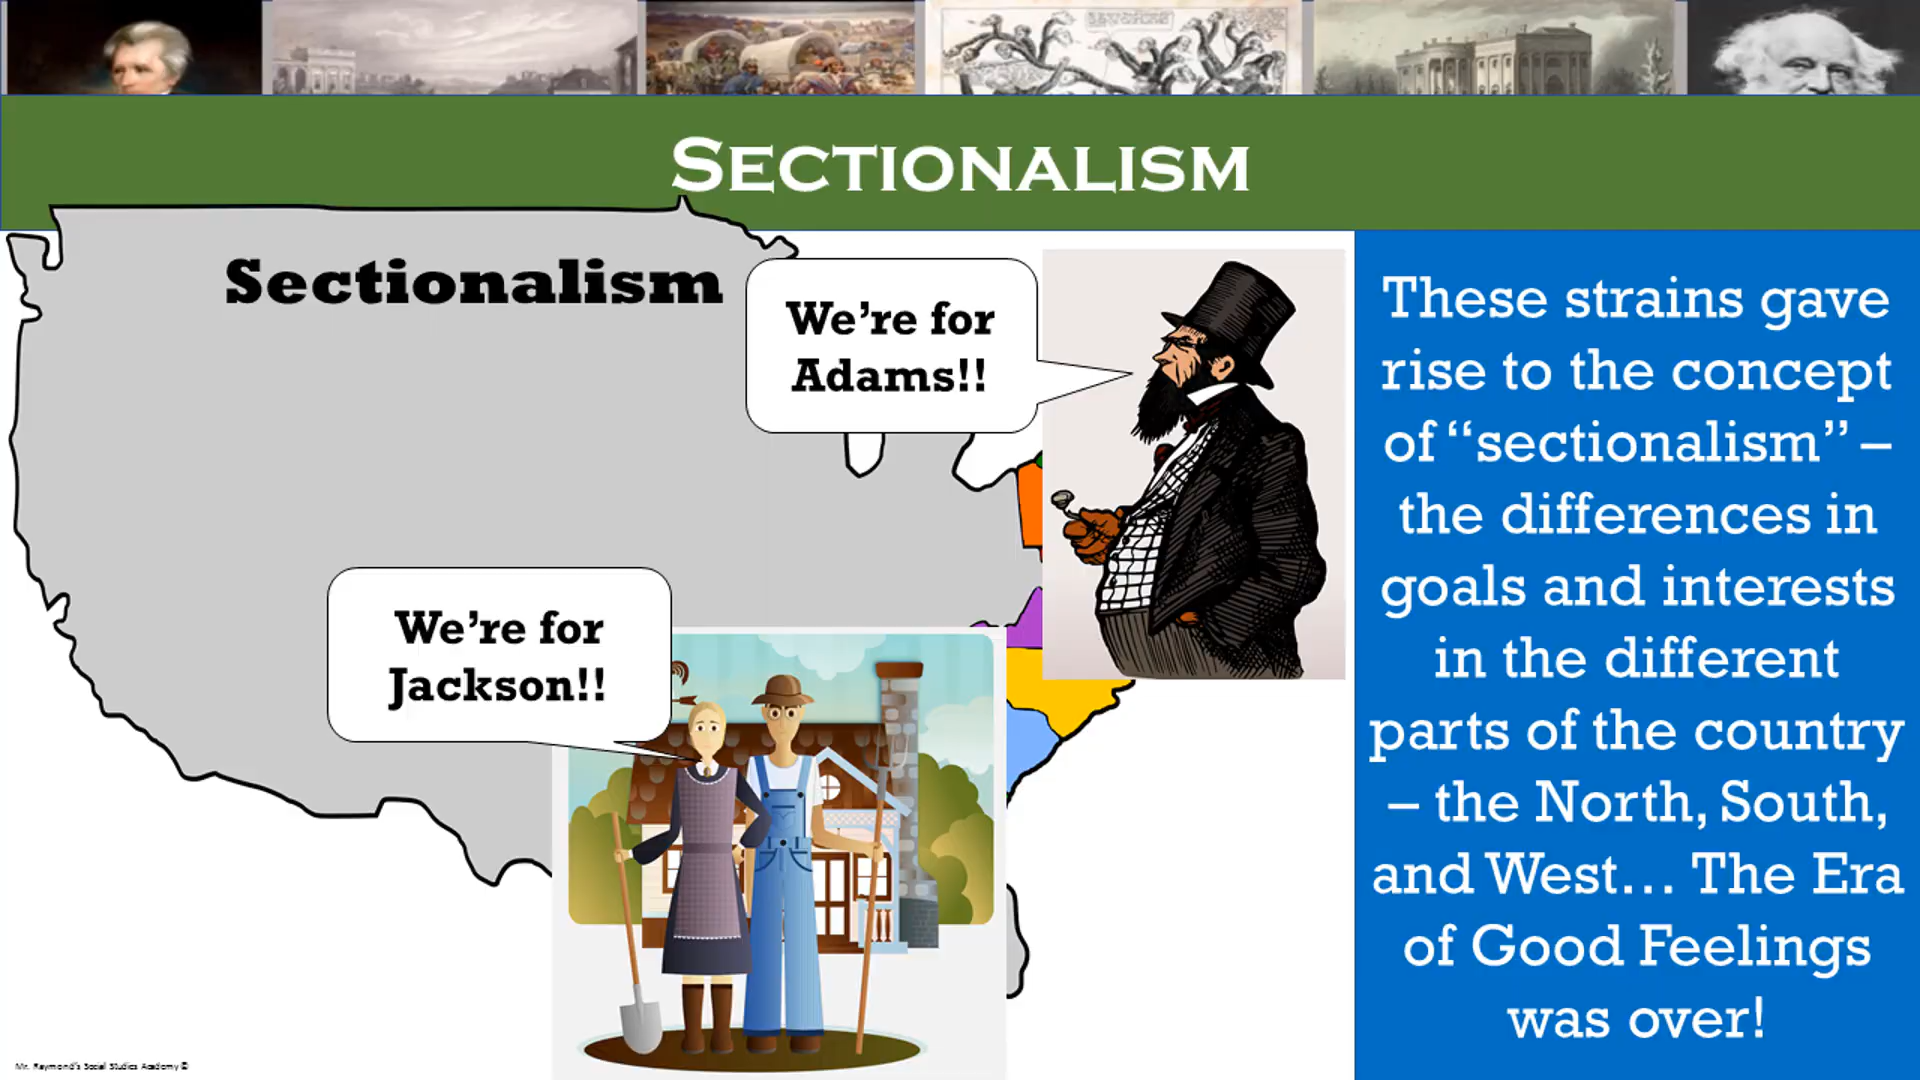 SECTIONALISM
Sectionalism
We're for
Adams!!
We're for
Jackson!!
These strains gave
rise to the concept
of “sectionalism” –
the differences in
goals and interests
in the different
parts of the country
– the North, South,
and West… The Era
of Good Feelings
was over!
Mr. Raymond's Social Studies Academy ©